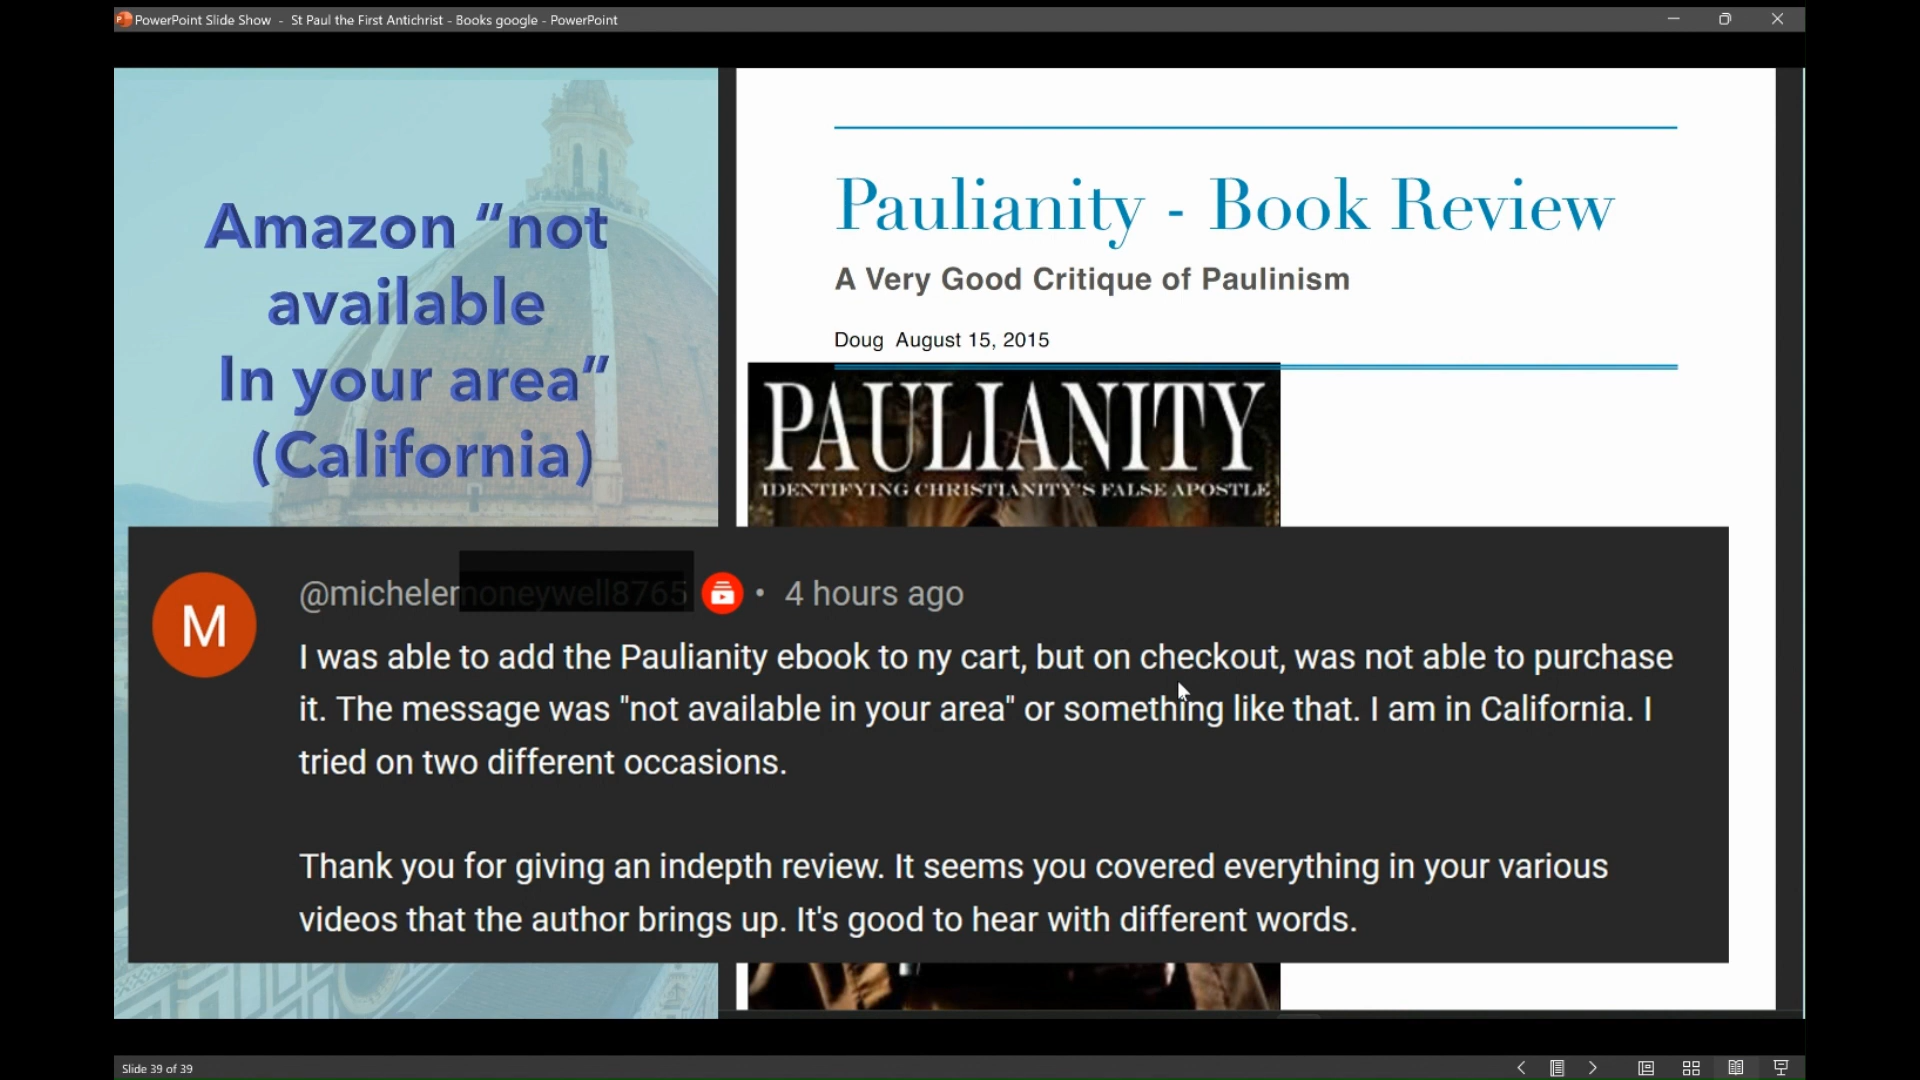 PowerPoint Slide Show - St Paul the First Antichrist - Books google - PowerPoint
Amazon “not
available
In your area”
(California)
Paulianity - Book Review
A Very Good Critique of Paulinism
Doug August 15, 2015
PAULIANITY
IDENTIFYING CHRISTIANITY'S FALSE APOSTLE
M
• 4 hours ago
I was able to add the Paulianity ebook to ny cart, but on checkout, was not able to purchase
it. The message was "not available in your area" or something like that. I am in California. I
tried on two different occasions.
Thank you for giving an indepth review. It seems you covered everything in your various
videos that the author brings up. It's good to hear with different words.
Slide 39 of 39